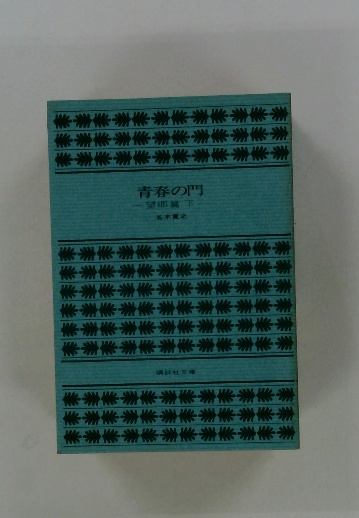 青春の門
望郷篇 下
五木寛之
講談社文庫